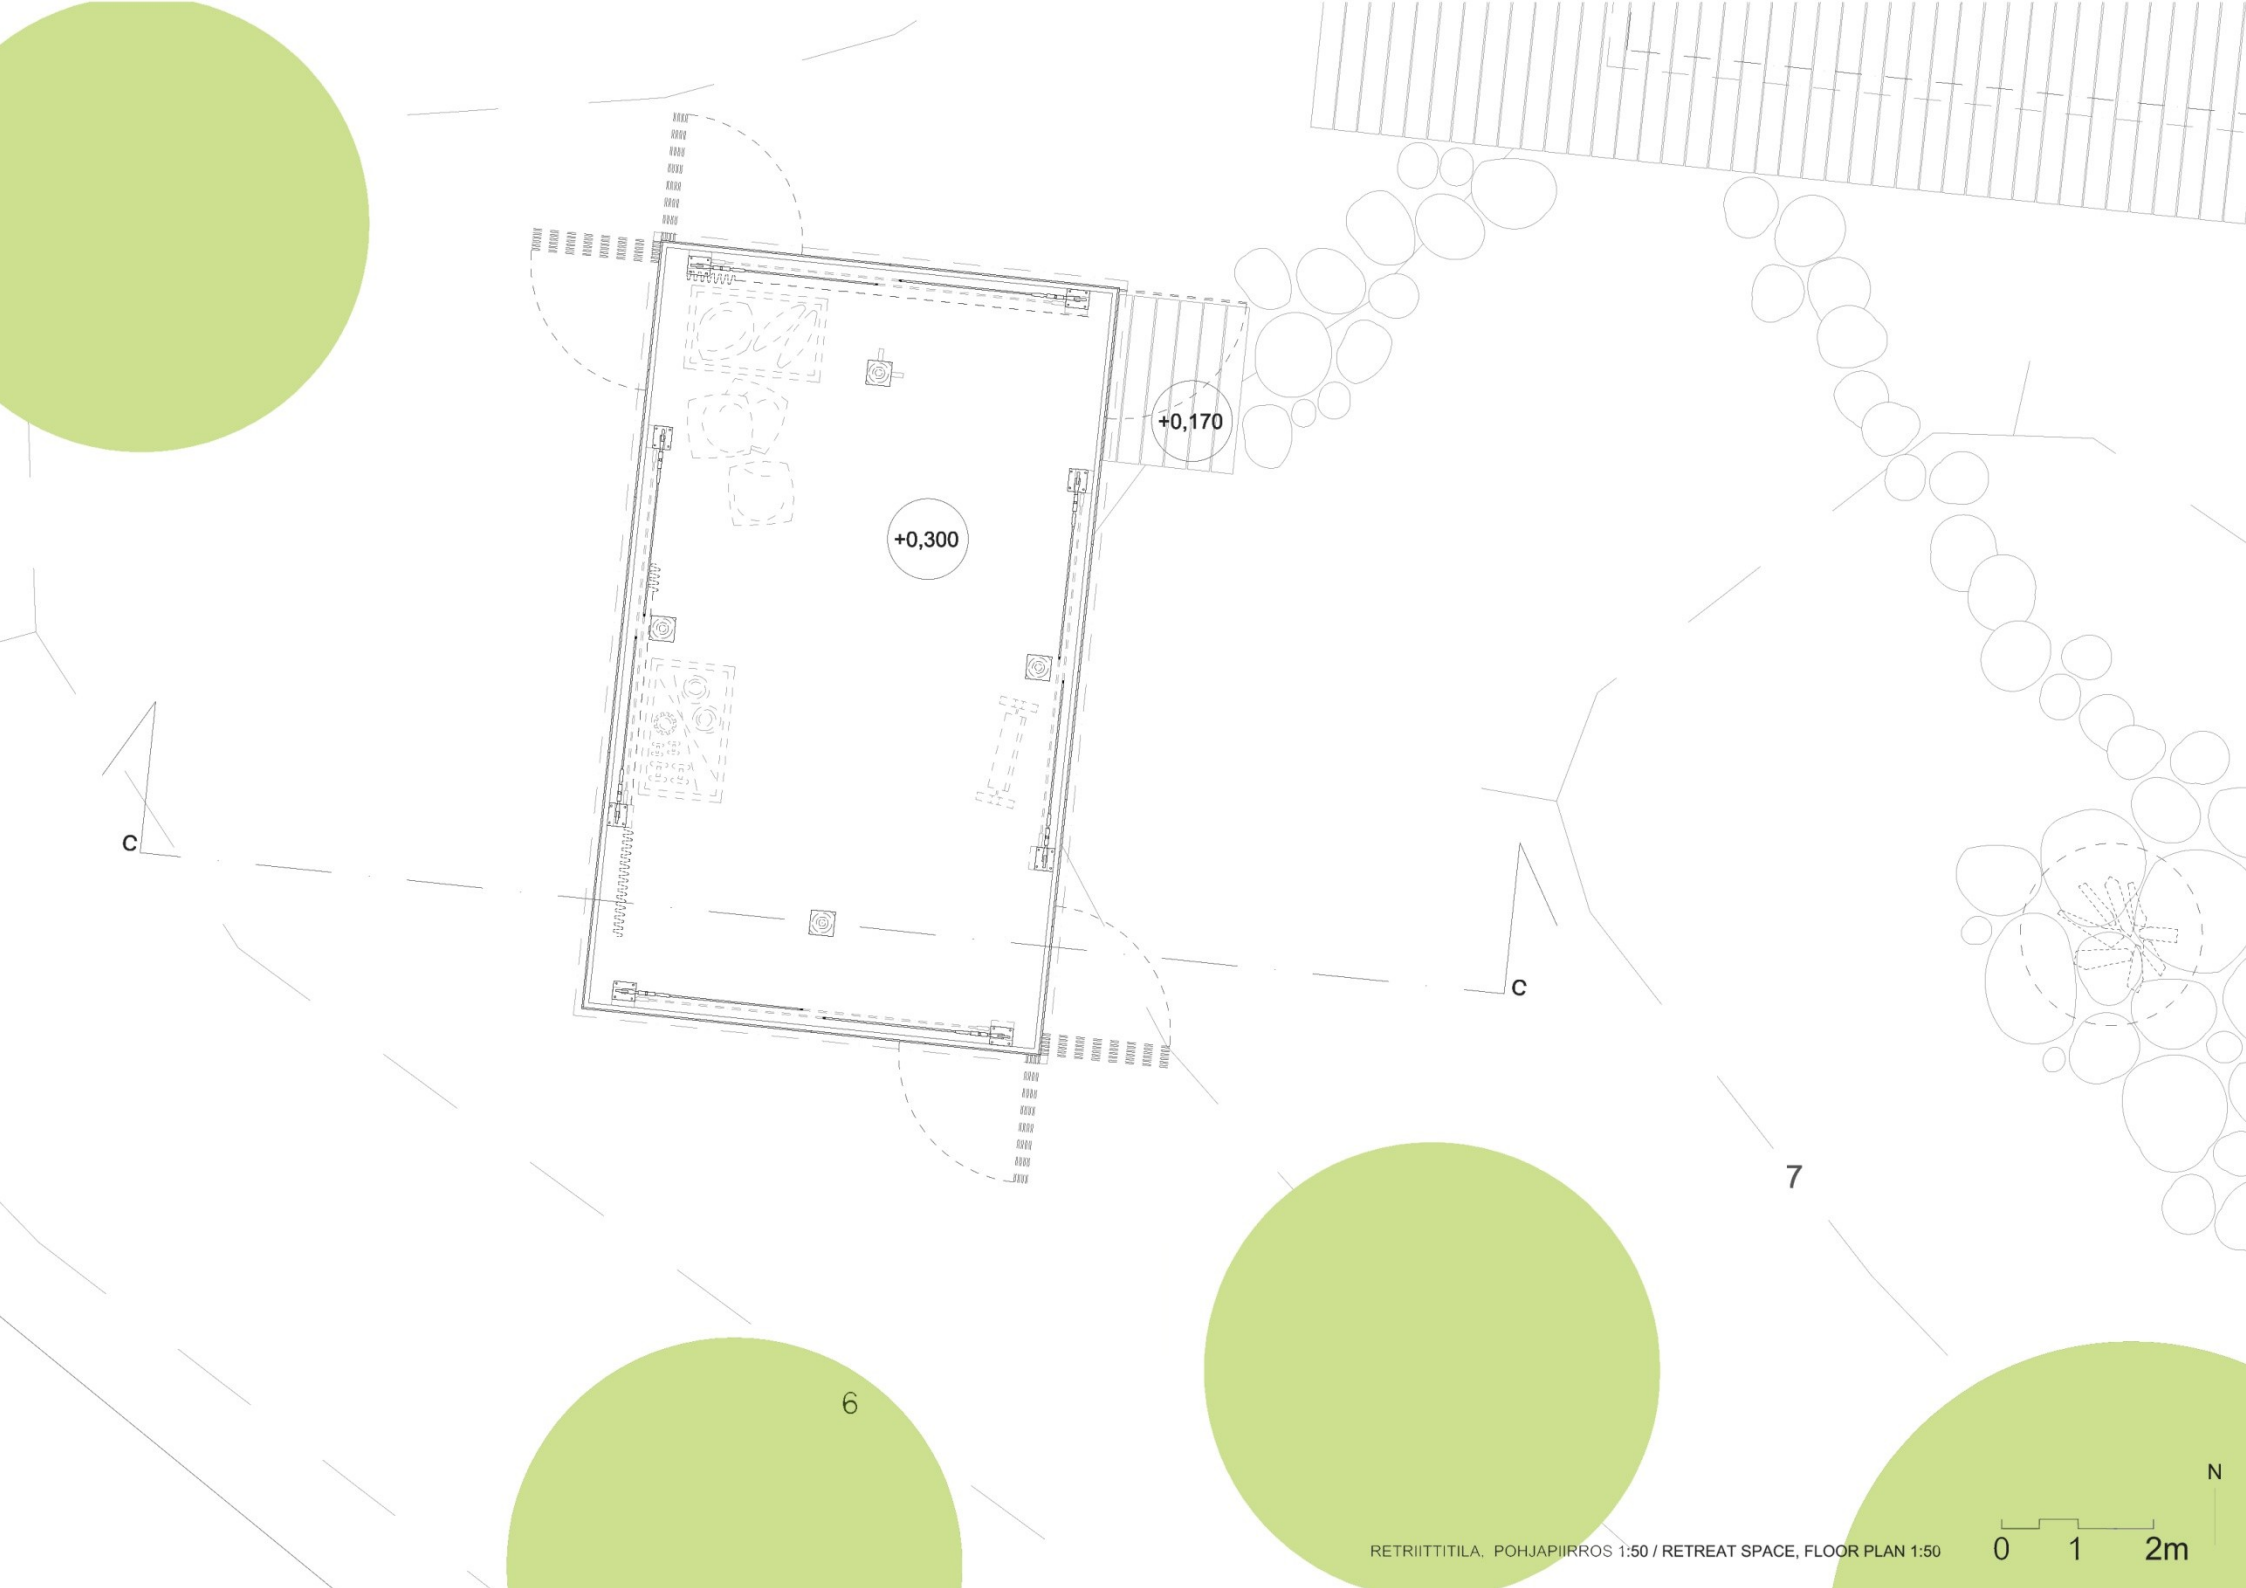 +0,170
+0,300
C
C
7
6
N
RETRIITTITILA, POHJAPIIRROS 1:50 / RETREAT SPACE, FLOOR PLAN 1:50
0 1 2m